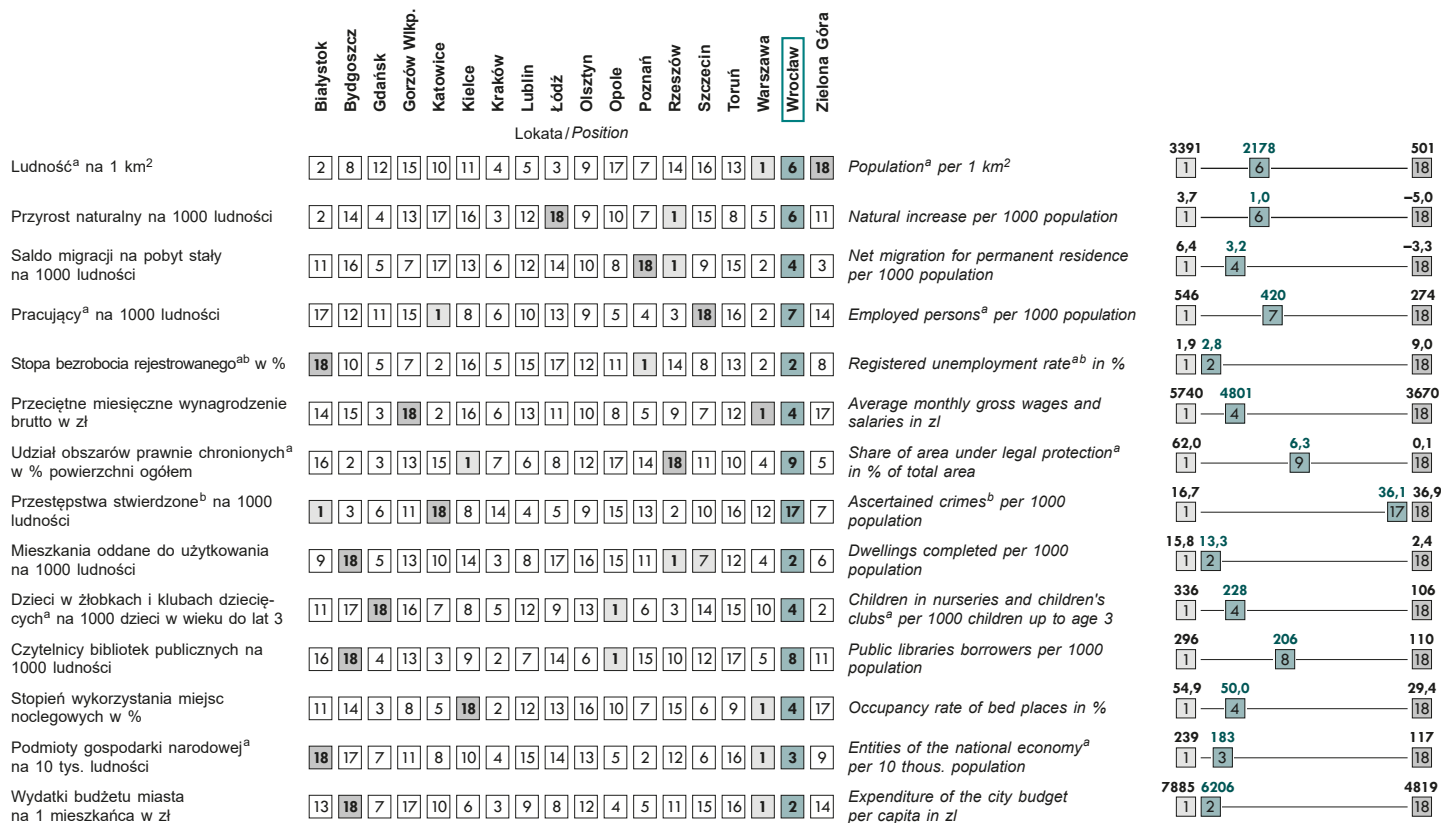 Białystok Bydgoszcz Gdańsk Gorzów Wlkp. Katowice Kielce Kraków Lublin Łódź Olsztyn Opole Poznań Rzeszów Szczecin Toruń Warszawa Wrocław Zielona Góra
Lokata / Position
3391 2178 501
Ludnośćᵃ na 1 km² 2 8 12 15 10 11 4 5 3 9 17 7 14 16 13 1 6 18 Populationᵃ per 1 km² 1 6 18
3,7 1,0 –5,0
Przyrost naturalny na 1000 ludności 2 14 4 13 17 16 3 12 18 9 10 7 1 15 8 5 6 11 Natural increase per 1000 population 1 6 18
6,4 3,2 –3,3
Saldo migracji na pobyt stały
na 1000 ludności 11 16 5 7 17 13 6 12 14 10 8 18 1 9 15 2 4 3 Net migration for permanent residence
per 1000 population 1 4 18
546 420 274
Pracującyᵃ na 1000 ludności 17 12 11 15 1 8 6 10 13 9 5 4 3 18 16 2 7 14 Employed personsᵃ per 1000 population 1 7 18
1,9 2,8 9,0
Stopa bezrobocia rejestrowanegoᵃᵇ w % 18 10 5 7 2 16 5 15 17 12 11 1 14 8 13 2 2 8 Registered unemployment rateᵃᵇ in % 1 2 18
5740 4801 3670
Przeciętne miesięczne wynagrodzenie
brutto w zł 14 15 3 18 2 16 6 13 11 10 8 5 9 7 12 1 4 17 Average monthly gross wages and
salaries in zl 1 4 18
62,0 6,3 0,1
Udział obszarów prawnie chronionychᵃ
w % powierzchni ogółem 16 2 3 13 15 1 7 6 8 12 17 14 18 11 10 4 9 5 Share of area under legal protectionᵃ
in % of total area 1 9 18
16,7 36,1 36,9
Przestępstwa stwierdzoneᵇ na 1000
ludności 1 3 6 11 18 8 14 4 5 9 15 13 2 10 16 12 17 7 Ascertained crimesᵇ per 1000
population 1 17 18
15,8 13,3 2,4
Mieszkania oddane do użytkowania
na 1000 ludności 9 18 5 13 10 14 3 8 17 16 15 11 1 7 12 4 2 6 Dwellings completed per 1000
population 1 2 18
336 228 106
Dzieci w żłobkach i klubach dziecię-
cychᵃ na 1000 dzieci w wieku do lat 3 11 17 18 16 7 8 5 12 9 13 1 6 3 14 15 10 4 2 Children in nurseries and children's
clubsᵃ per 1000 children up to age 3 1 4 18
296 206 110
Czytelnicy bibliotek publicznych na
1000 ludności 16 18 4 13 3 9 2 7 14 6 1 15 10 12 17 5 8 11 Public libraries borrowers per 1000
population 1 8 18
54,9 50,0 29,4
Stopień wykorzystania miejsc
noclegowych w % 11 14 3 8 5 18 2 12 13 16 10 7 15 6 9 1 4 17 Occupancy rate of bed places in % 1 4 18
239 183 117
Podmioty gospodarki narodowejᵃ
na 10 tys. ludności 18 17 7 11 8 10 4 15 14 13 5 2 12 6 16 1 3 9 Entities of the national economyᵃ
per 10 thous. population 1 3 18
7885 6206 4819
Wydatki budżetu miasta
na 1 mieszkańca w zł 13 18 7 17 10 6 3 9 8 12 4 5 11 15 16 1 2 14 Expenditure of the city budget
per capita in zl 1 2 18